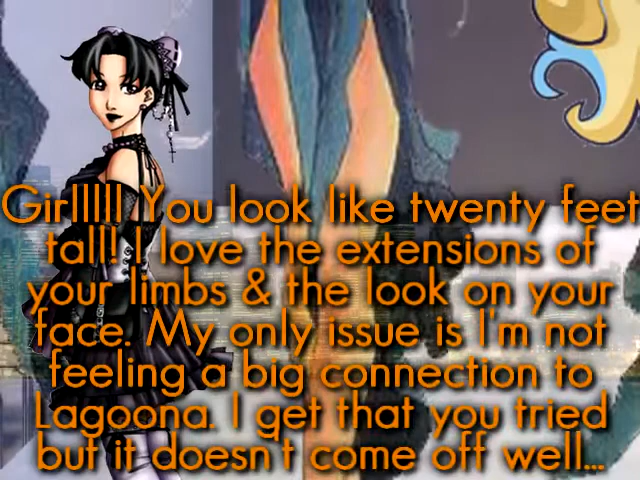 Girlllll! You look like twenty feet
tall! I love the extensions of
your limbs & the look on your
face. My only issue is I'm not
feeling a big connection to
Lagoona. I get that you tried
but it doesn't come off well...